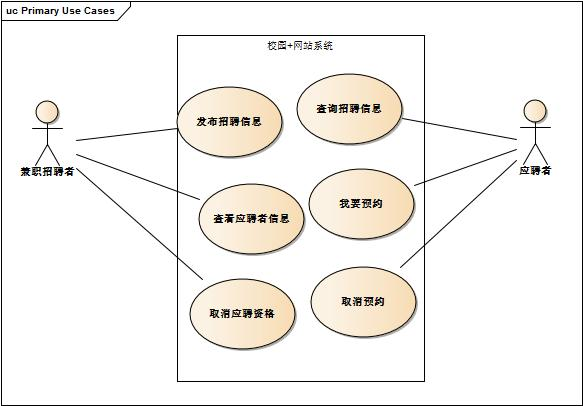 uc Primary Use Cases
校园+网站系统
发布招聘信息
查询招聘信息
兼职招聘者
应聘者
查看应聘者信息
我要预约
取消应聘资格
取消预约